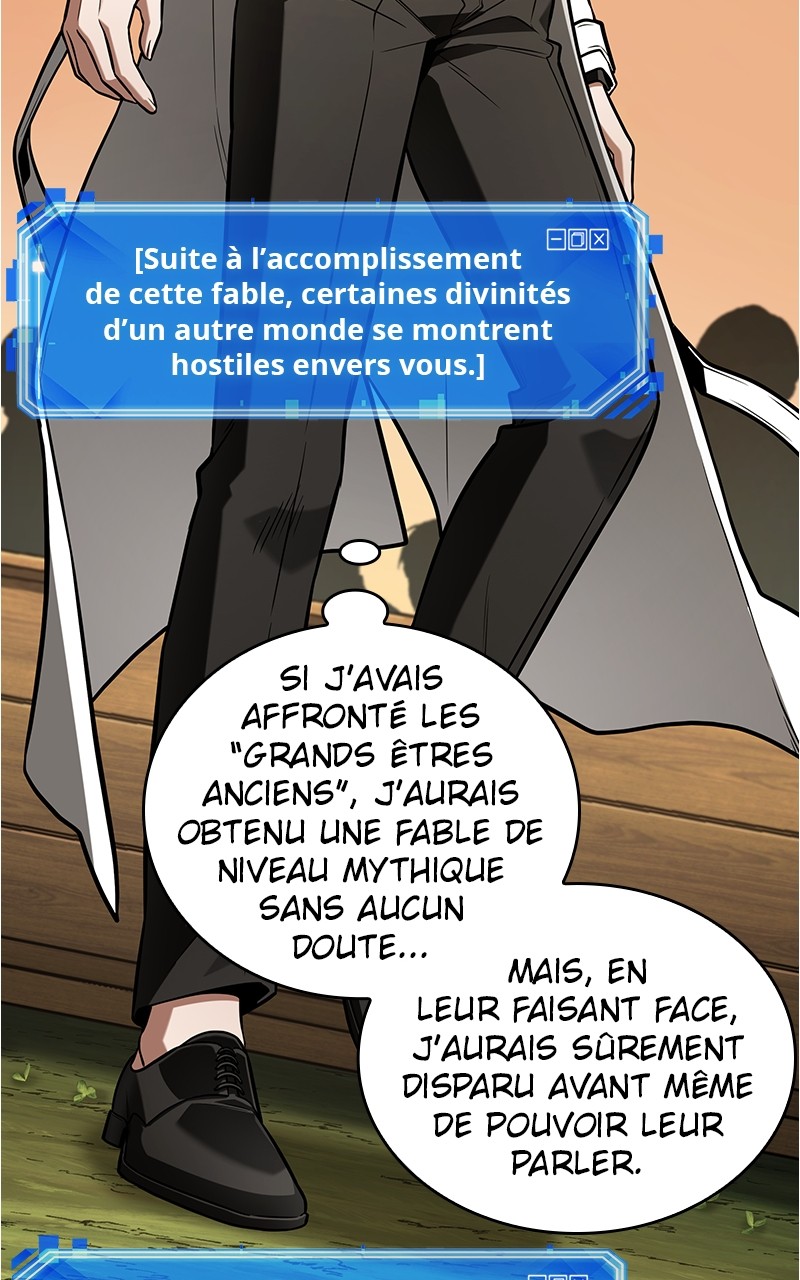 [Suite à l’accomplissement
de cette fable, certaines divinités
d’un autre monde se montrent
hostiles envers vous.]
SI J'AVAIS
AFFRONTÉ LES
"GRANDS ÊTRES
ANCIENS", J'AURAIS
OBTENU UNE FABLE DE
NIVEAU MYTHIQUE
SANS AUCUN
DOUTE...
MAIS, EN
LEUR FAISANT FACE,
J'AURAIS SÛREMENT
DISPARU AVANT MÊME
DE POUVOIR LEUR
PARLER.